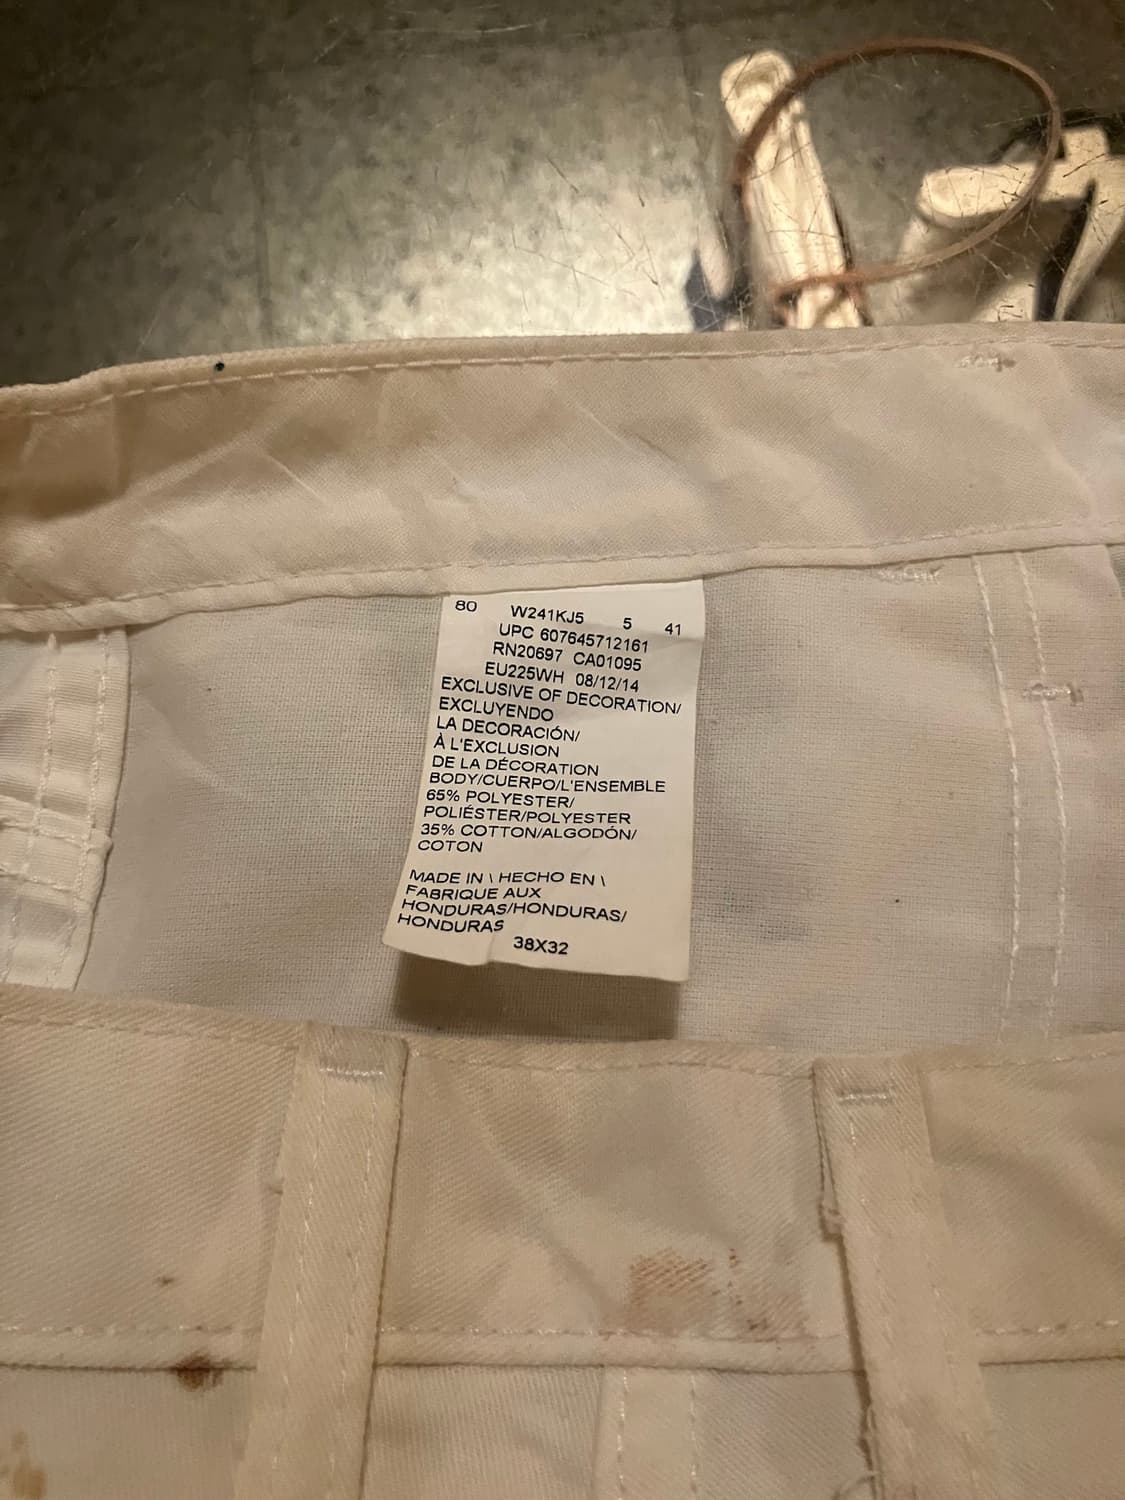 80 W241KJ5 5 41
UPC 607645712161
RN20697 CA01095
EU225WH 08/12/14
EXCLUSIVE OF DECORATION/
EXCLUYENDO
LA DECORACIÓN/
À L'EXCLUSION
DE LA DÉCORATION
BODY/CUERPO/L'ENSEMBLE
65% POLYESTER/
POLIÉSTER/POLYESTER
35% COTTON/ALGODÓN/
COTON
MADE IN \ HECHO EN \
FABRIQUE AUX
HONDURAS/HONDURAS/
HONDURAS
38X32